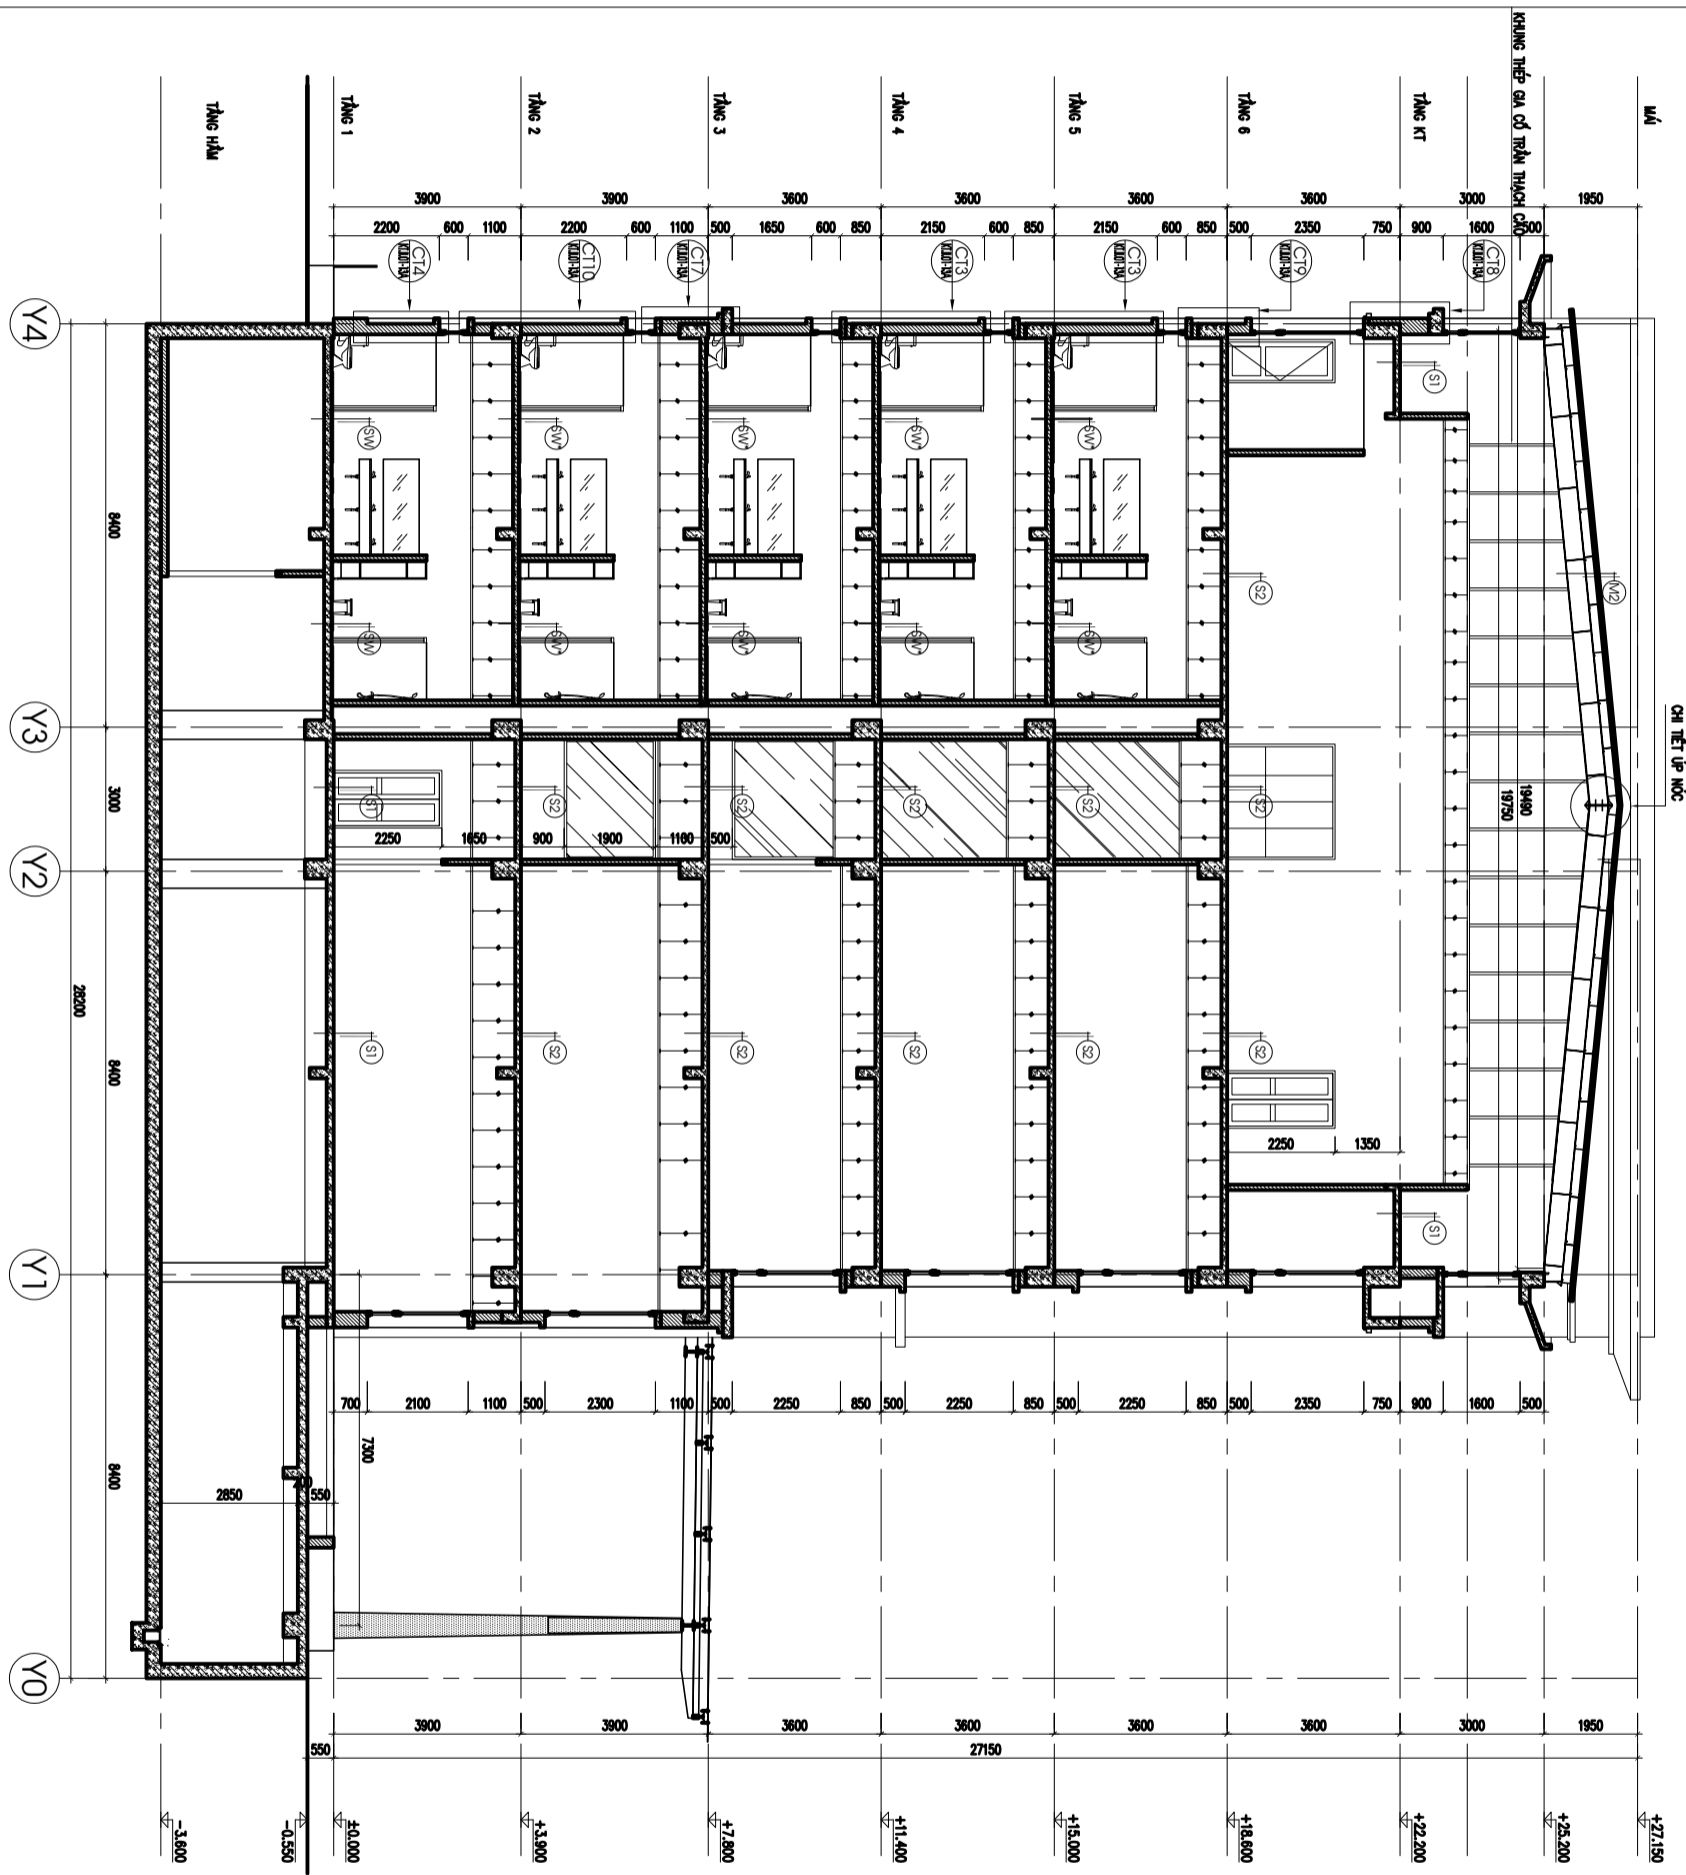 MÁI
KHUNG THÉP GIA CỐ TRẦN THẠCH CAO
TẦNG KT
TẦNG 6
TẦNG 5
TẦNG 4
TẦNG 3
TẦNG 2
TẦNG 1
TẦNG HẦM
CHI TIẾT ÚP NÓC
3900
3900
3600
3600
3600
3600
3000
1950
2200
600
1100
2200
600
1100
500
1650
600
850
2150
600
850
2150
600
850
500
2350
750
900
1600
500
CT4
CT10
CT7
CT3
CT3
CT9
CT8
S1
SW
6W*
6W*
6W*
6W*
S2
M2
SW
6W*
6W*
6W*
6W*
19490
19750
S1
S2
S2
S2
S2
S2
2250
1650
900
1900
1100
500
S1
S2
S2
S2
S2
S2
2250
1350
S1
700
2100
1100
500
2300
1100
500
2250
850
500
2250
850
500
2250
850
500
2350
750
900
1600
500
7300
2850
550
8400
3000
8400
8400
28200
3900
3900
3600
3600
3600
3600
3000
1950
550
27150
-3.600
-0.550
±0.000
+3.900
+7.800
+11.400
+15.000
+18.600
+22.200
+25.200
+27.150
Y4
Y3
Y2
Y1
Y0